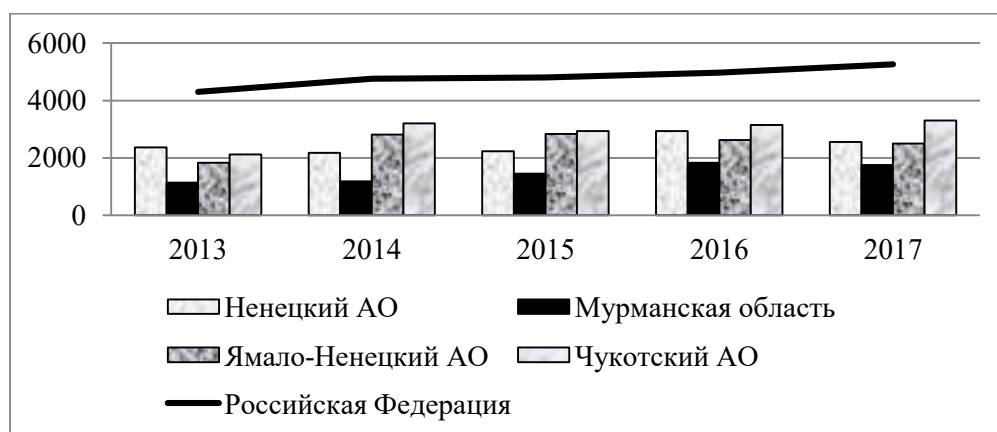 6000
4000
2000
0
2013 2014 2015 2016 2017
Ненецкий АО Мурманская область
Ямало-Ненецкий АО Чукотский АО
Российская Федерация